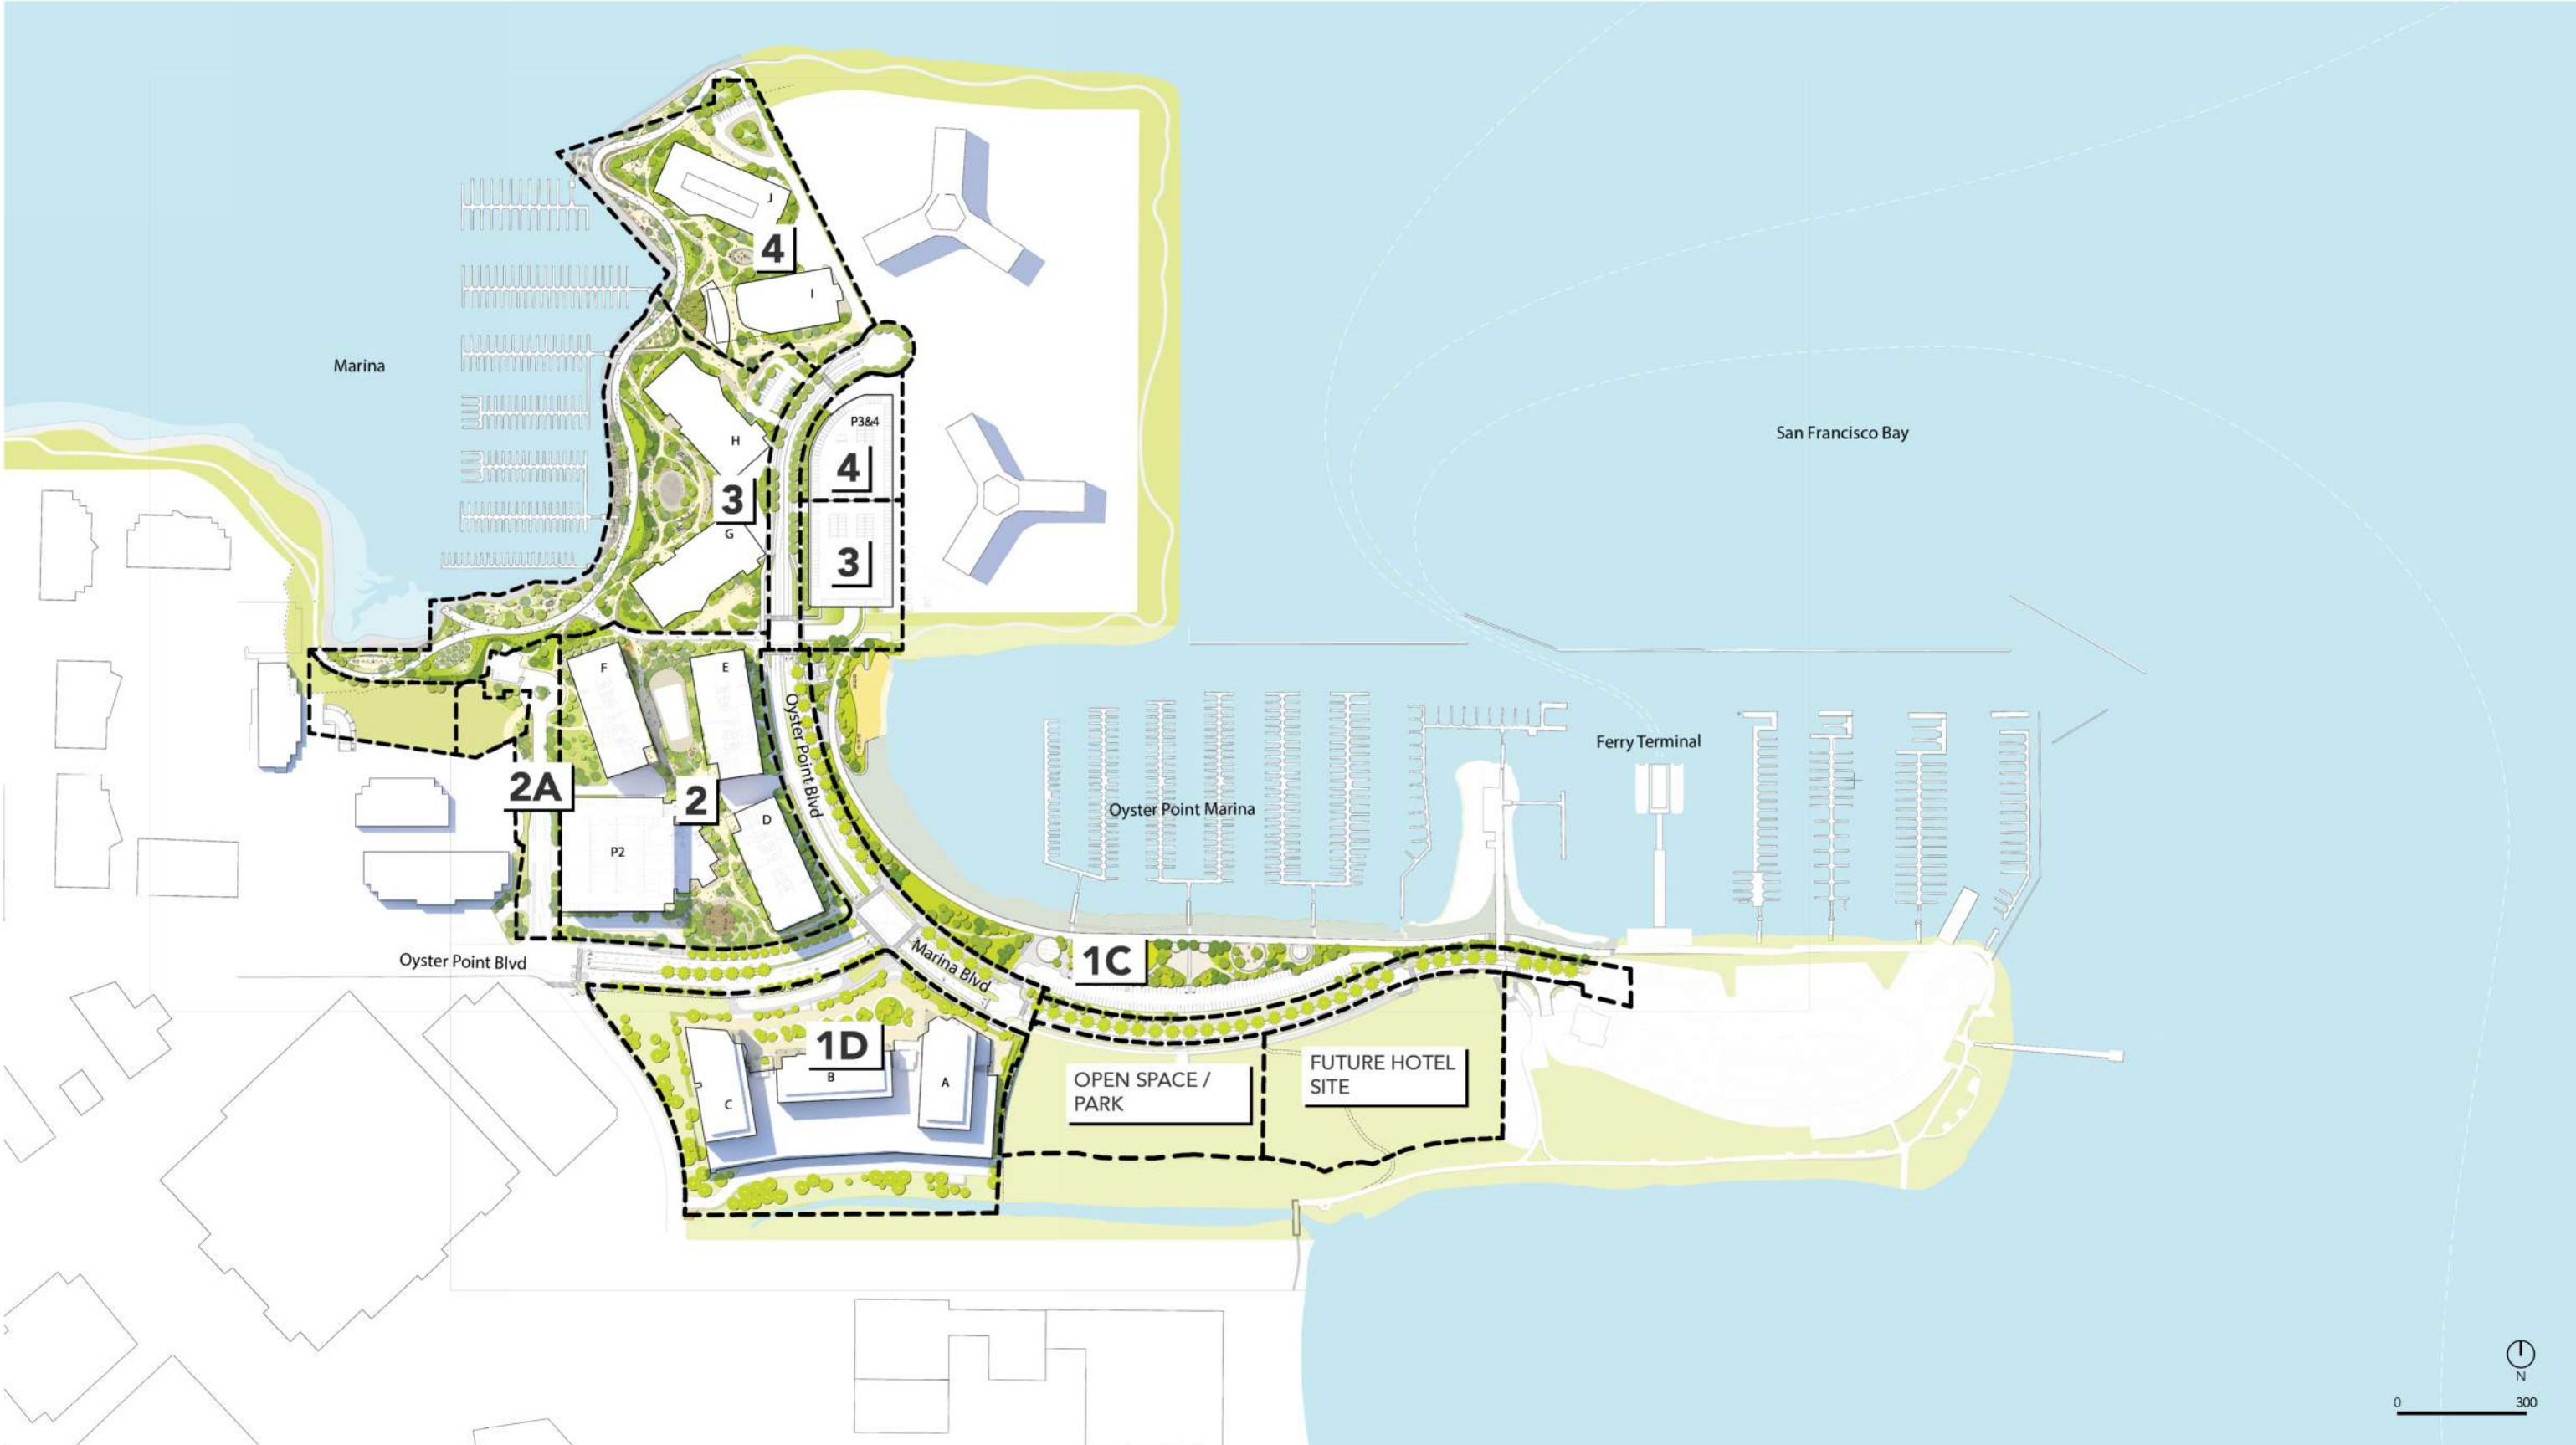 J
4
I
Marina
P3&4
H
San Francisco Bay
4
3
G
3
F
E
Oyster Point Blvd
Ferry Terminal
2A
2
Oyster Point Marina
D
P2
Marina Blvd
1C
Oyster Point Blvd
1D
B
A
C
OPEN SPACE /
PARK
FUTURE HOTEL
SITE
N
0
300